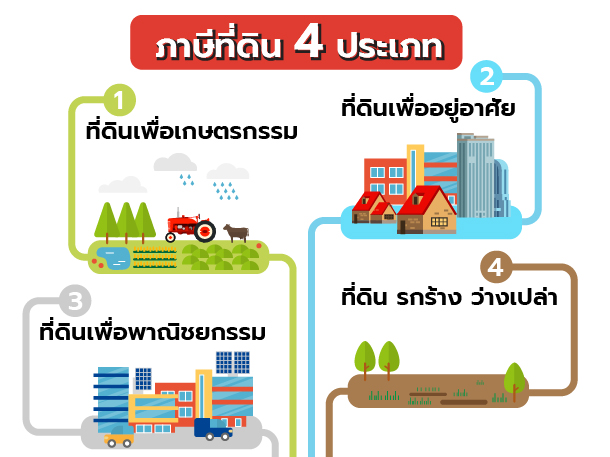 ภาษีที่ดิน 4 ประเภท
1
ที่ดินเพื่อเกษตรกรรม
2
ที่ดินเพื่ออยู่อาศัย
3
ที่ดินเพื่อพาณิชยกรรม
4
ที่ดิน รกร้าง ว่างเปล่า